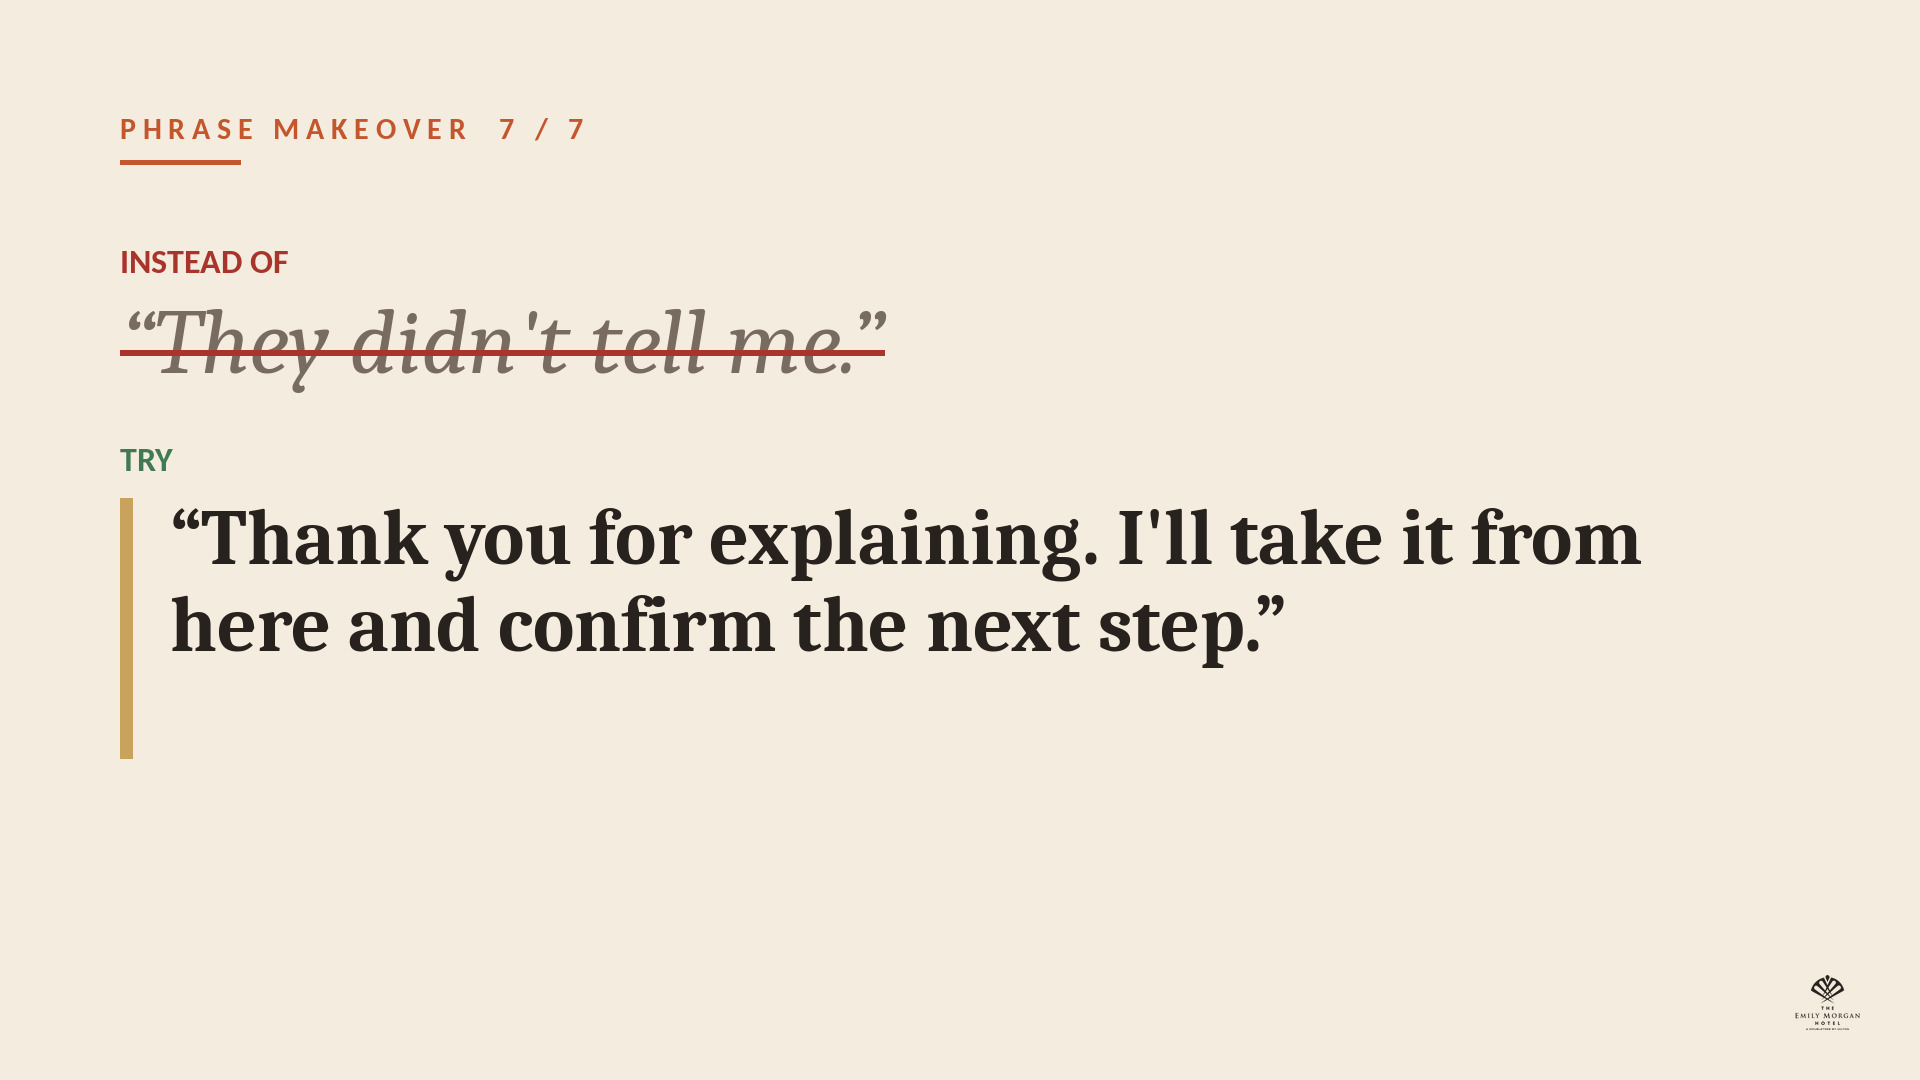 PHRASE MAKEOVER 7 / 7
INSTEAD OF
“They didn't tell me.”
TRY
“Thank you for explaining. I'll take it from
here and confirm the next step.”
THE
EMILY MORGAN
HOTEL